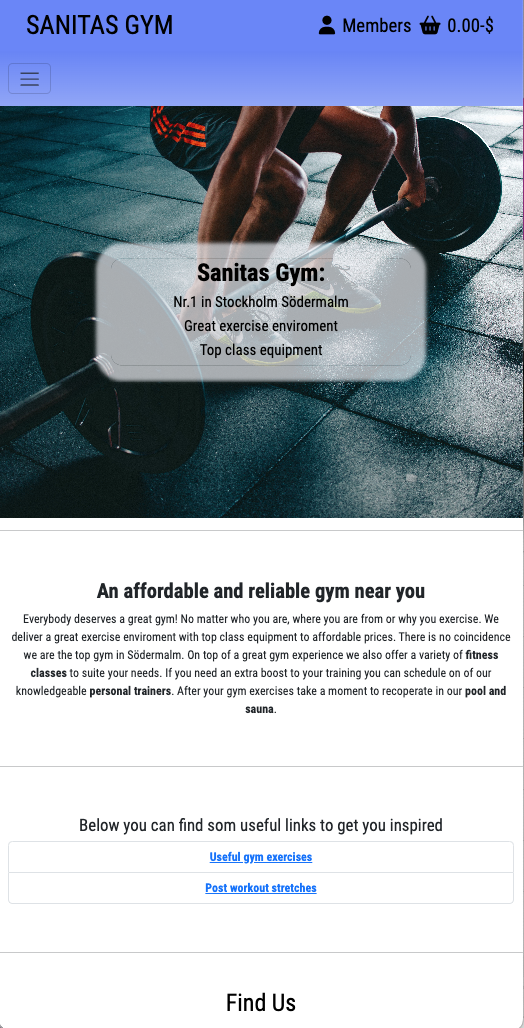 SANITAS GYM
Members 0.00-$
Sanitas Gym:
Nr.1 in Stockholm Södermalm
Great exercise enviroment
Top class equipment
An affordable and reliable gym near you
Everybody deserves a great gym! No matter who you are, where you are from or why you exercise. We
deliver a great exercise enviroment with top class equipment to affordable prices. There is no coincidence
we are the top gym in Södermalm. On top of a great gym experience we also offer a variety of fitness
classes to suite your needs. If you need an extra boost to your training you can schedule on of our
knowledgeable personal trainers. After your gym exercises take a moment to recoperate in our pool and
sauna.
Below you can find som useful links to get you inspired
Useful gym exercises
Post workout stretches
Find Us